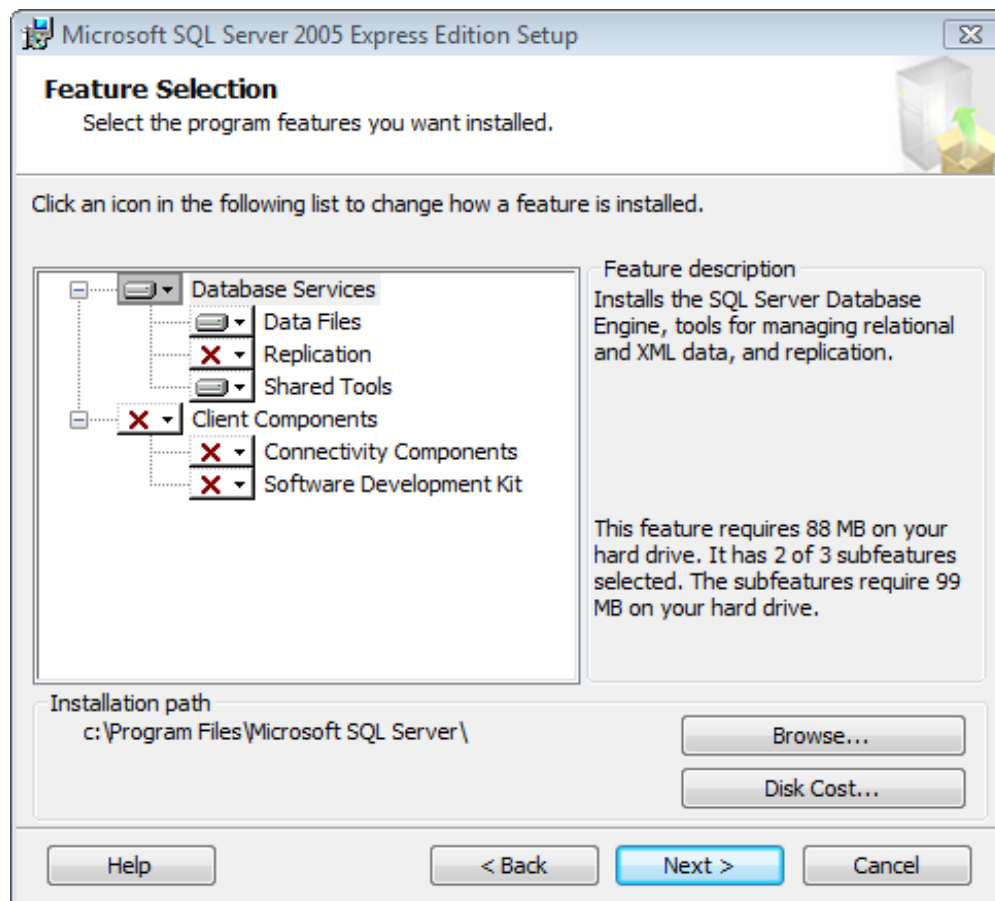 Microsoft SQL Server 2005 Express Edition Setup
Feature Selection
Select the program features you want installed.
Click an icon in the following list to change how a feature is installed.
Database Services
Data Files
Replication
Shared Tools
Client Components
Connectivity Components
Software Development Kit
Feature description
Installs the SQL Server Database
Engine, tools for managing relational
and XML data, and replication.
This feature requires 88 MB on your
hard drive. It has 2 of 3 subfeatures
selected. The subfeatures require 99
MB on your hard drive.
Installation path
c:\Program Files\Microsoft SQL Server\
Browse...
Disk Cost...
Help
< Back
Next >
Cancel